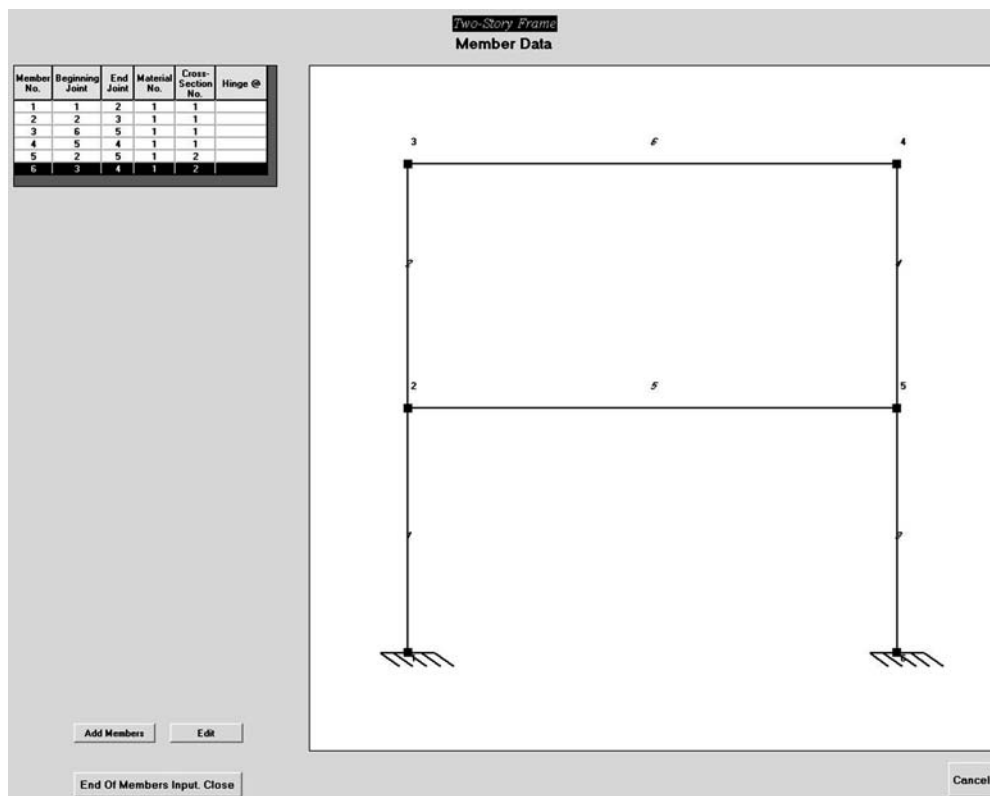 Two-Story Frame
Member Data
Member No. Beginning Joint End Joint Material No. Cross-Section No. Hinge @
1 1 2 1 1
2 2 3 1 1
3 6 5 1 1
4 5 4 1 1
5 2 5 1 2
6 3 4 1 2
3 6 4
2 4
2 5 5
1
Add Members Edit
End Of Members Input. Close
Cancel